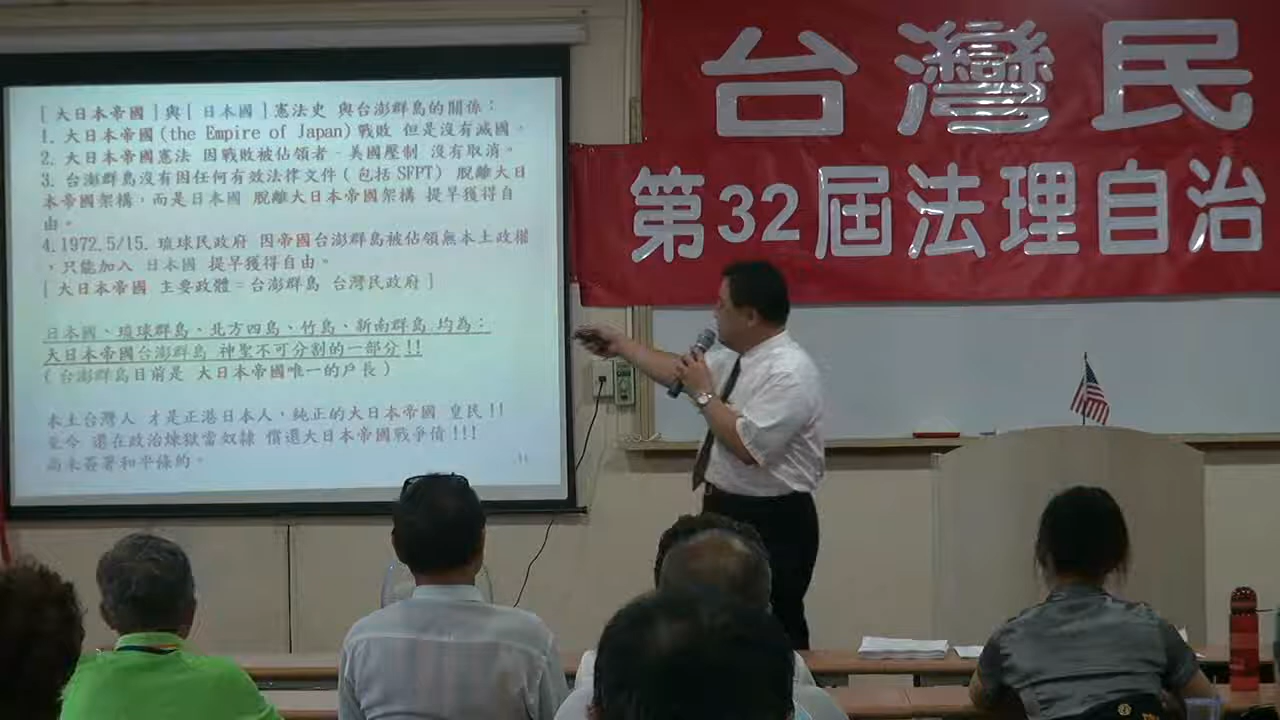 [ 大日本帝國 ]與[ 日本國 ]憲法史 與台澎群島的關係：
1. 大日本帝國(the Empire of Japan)戰敗 但是沒有滅國。
2. 大日本帝國憲法 因戰敗被佔領者–美國壓制 沒有取消。
3. 台澎群島沒有因任何有效法律文件( 包括 SFPT) 脫離大日
本帝國架構，而是日本國 脫離大日本帝國架構 提早獲得自
由。
4.1972.5/15. 琉球民政府 因帝國台澎群島被佔領無本土政權
，只能加入 日本國 提早獲得自由。
[ 大日本帝國 主要政體＝台澎群島 台灣民政府 ]
日本國、琉球群島、北方四島、竹島、新南群島 均為：
大日本帝國台澎群島 神聖不可分割的一部分!!
( 台澎群島目前是 大日本帝國唯一的戶長 )
本土台灣人 才是正港日本人，純正的大日本帝國 皇民!!
至今 還在政治煉獄當奴隸 償還大日本帝國戰爭債!!!
尚未簽署和平條約。
台灣民
第32屆法理自治